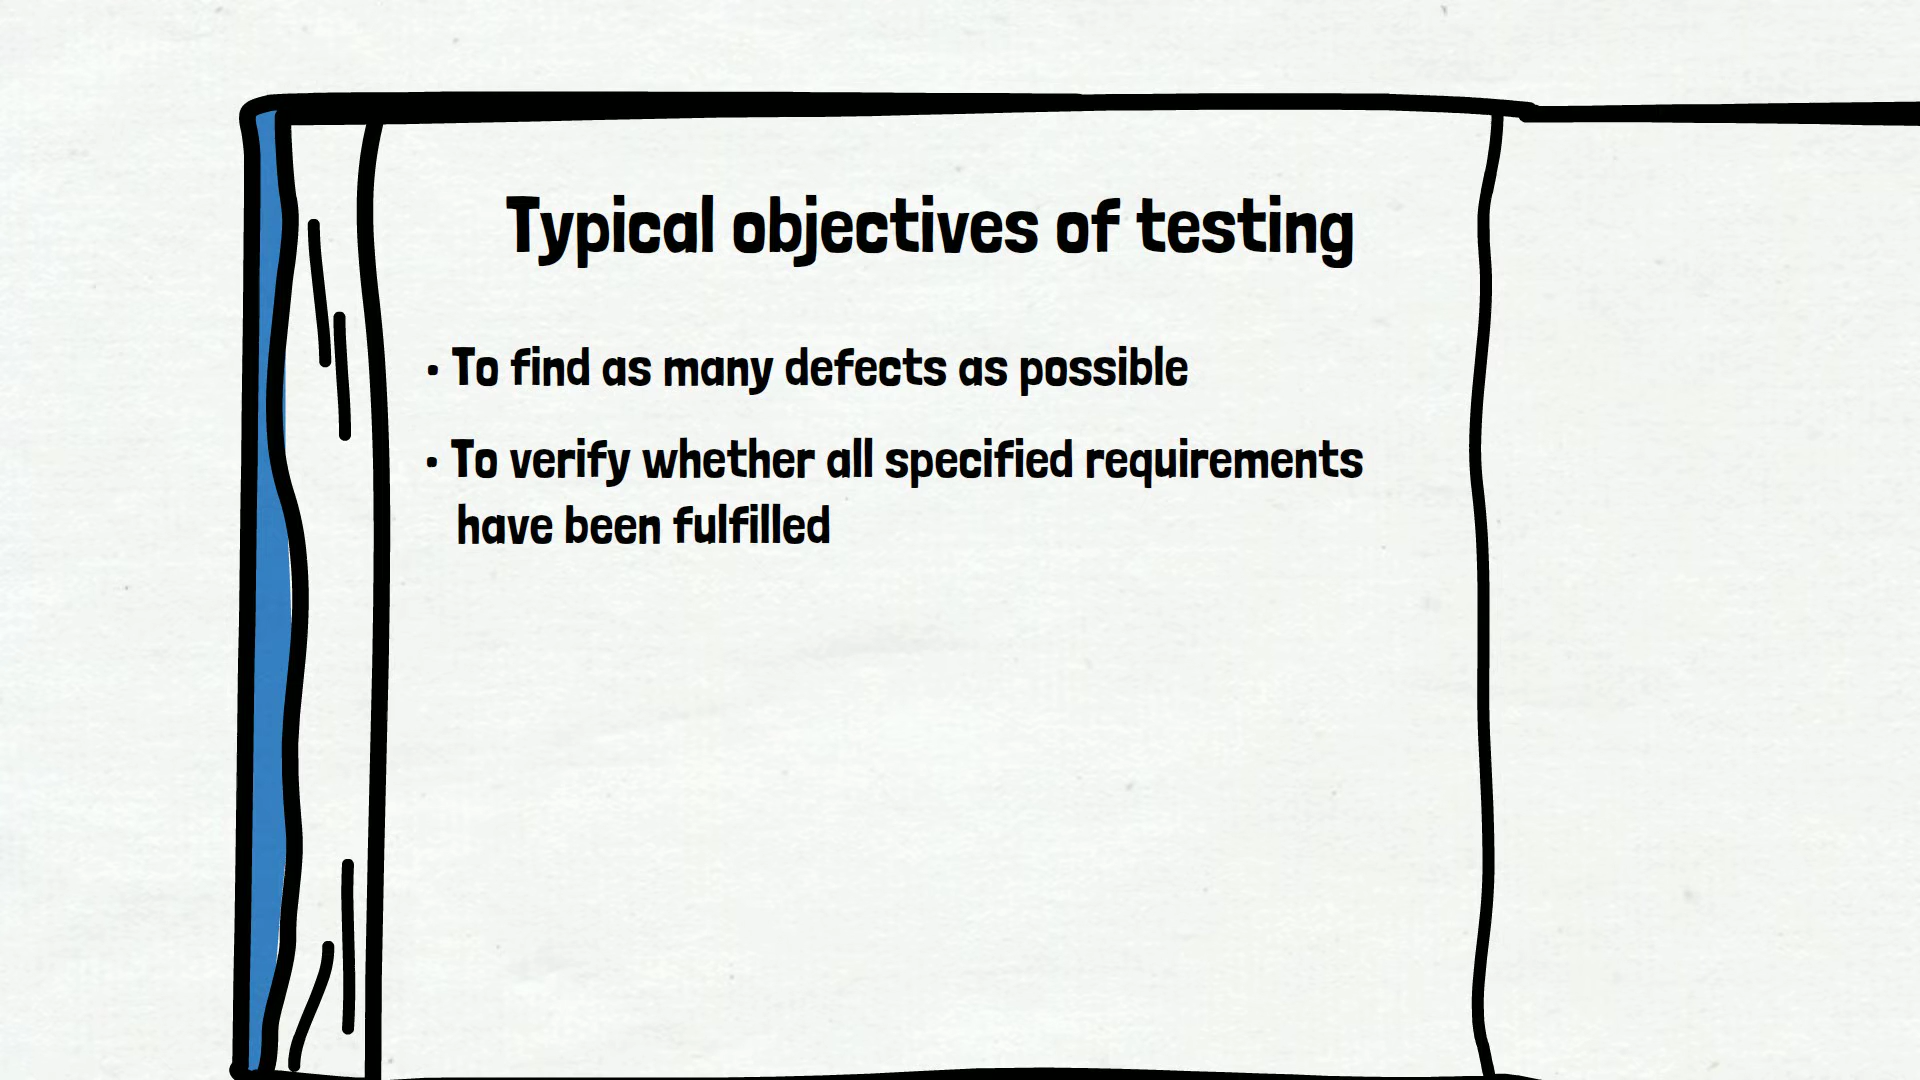 Typical objectives of testing
• To find as many defects as possible
• To verify whether all specified requirements
have been fulfilled